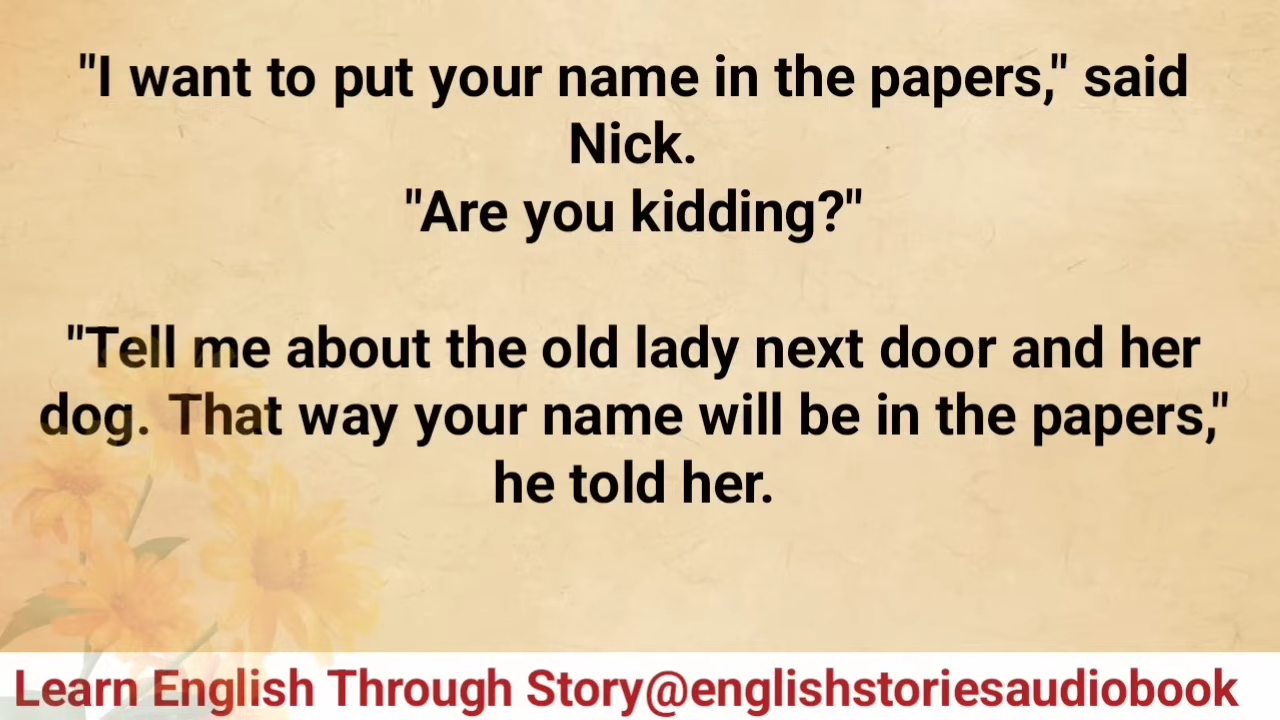 "I want to put your name in the papers," said
Nick.
"Are you kidding?"
"Tell me about the old lady next door and her
dog. That way your name will be in the papers,"
he told her.
Learn English Through Story@englishstoriesaudiobook